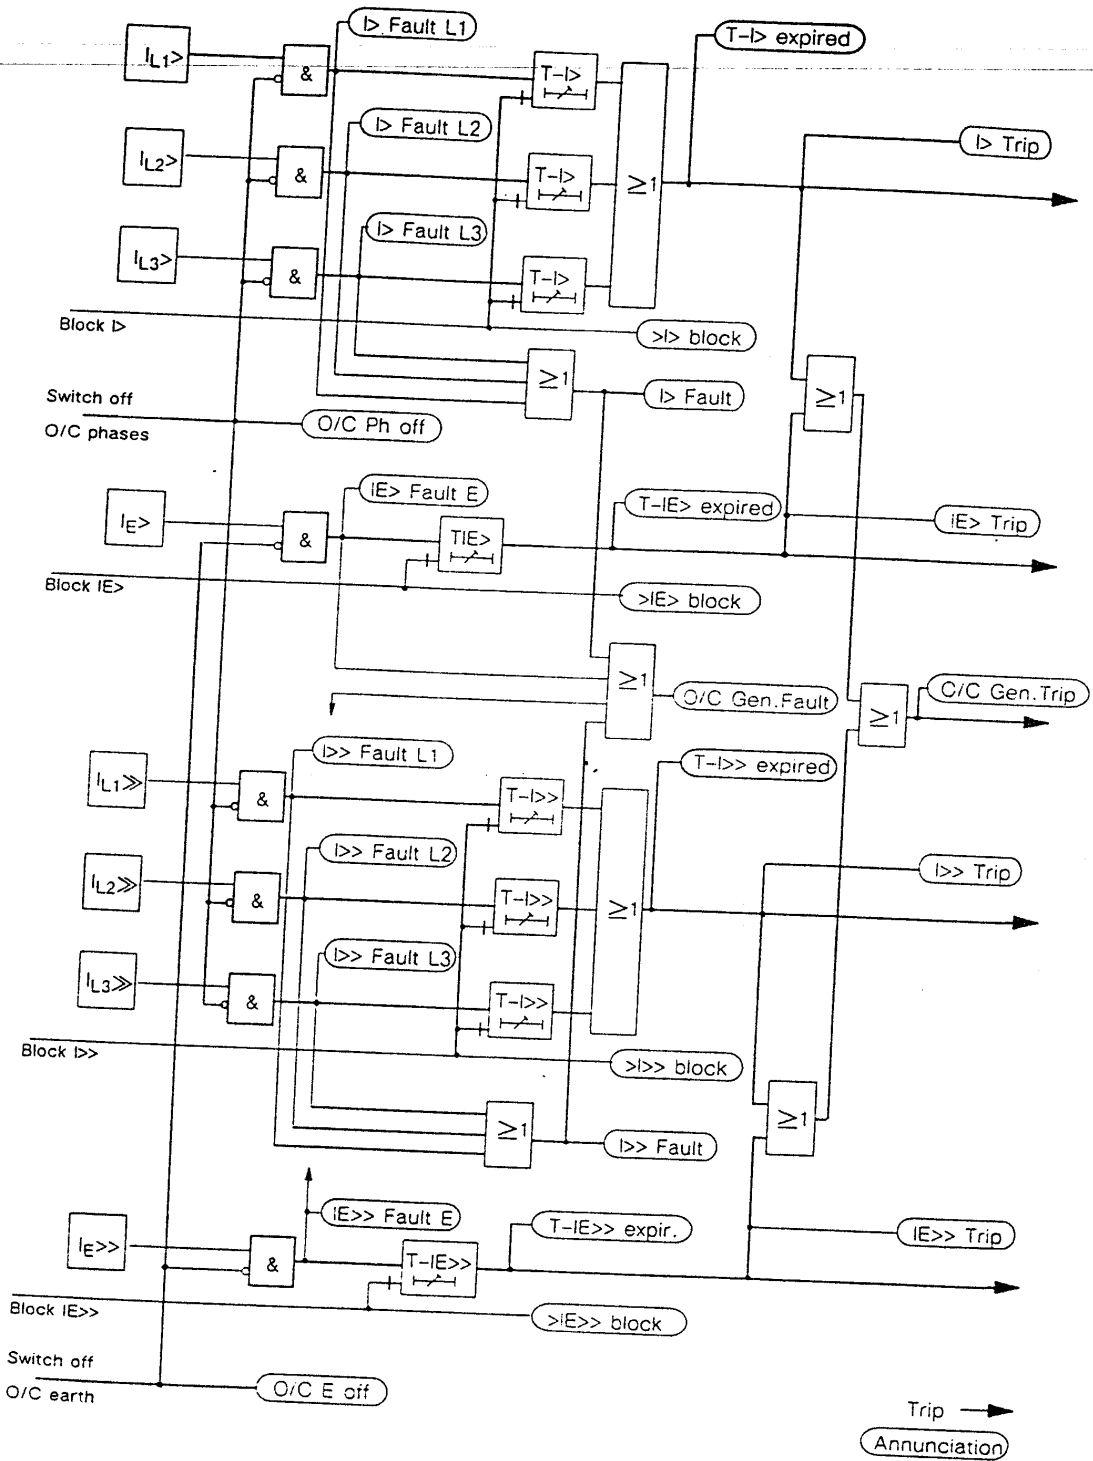 I> Fault L1
T-I> expired
IL1>
&
T-I>
I> Fault L2
I> Trip
IL2>
&
T-I>
≥1
I> Fault L3
IL3>
&
T-I>
Block I>
>I> block
≥1
I> Fault
≥1
Switch off
O/C phases
O/C Ph off
IE> Fault E
T-IE> expired
IE>
&
TIE>
IE> Trip
Block IE>
>IE> block
≥1
O/C Gen.Fault
O/C Gen.Trip
≥1
I>> Fault L1
T-I>> expired
IL1>>
&
T-I>>
I>> Fault L2
I>> Trip
IL2>>
&
T-I>>
≥1
I>> Fault L3
IL3>>
&
T-I>>
Block I>>
>I>> block
≥1
I>> Fault
≥1
IE>> Fault E
T-IE>> expir.
IE>> Trip
IE>>
&
T-IE>>
Block IE>>
>IE>> block
Switch off
O/C earth
O/C E off
Trip
Annunciation